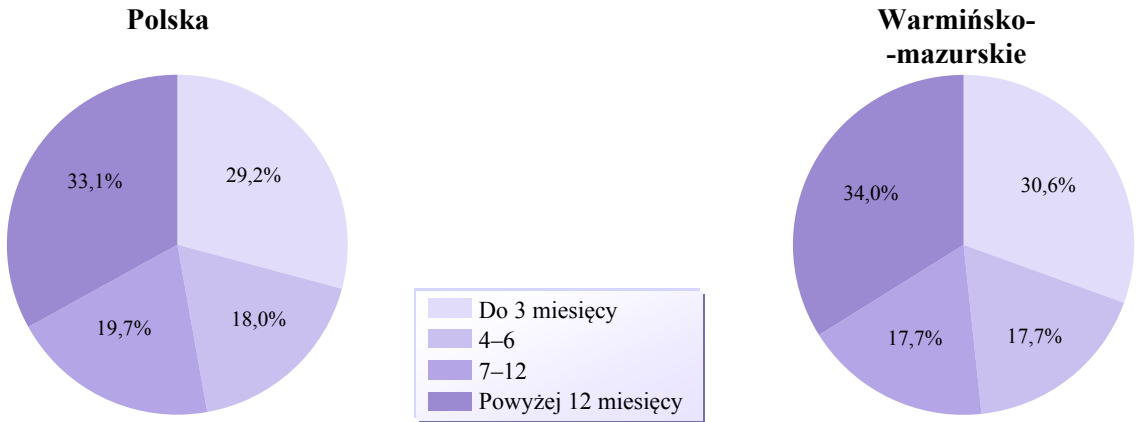 Polska
33,1%
29,2%
19,7%
18,0%
Do 3 miesięcy
4–6
7–12
Powyżej 12 miesięcy
Warmińsko-
-mazurskie
34,0%
30,6%
17,7%
17,7%